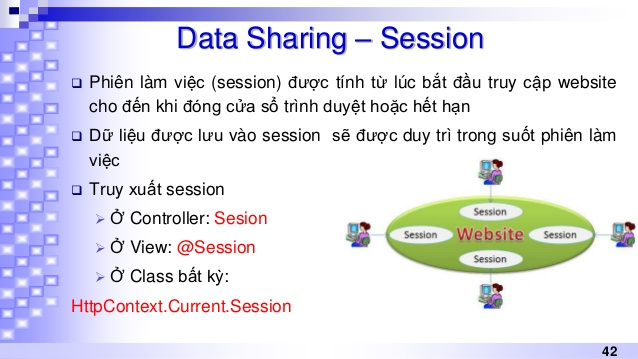 Data Sharing – Session
Phiên làm việc (session) được tính từ lúc bắt đầu truy cập website
cho đến khi đóng cửa sổ trình duyệt hoặc hết hạn
Dữ liệu được lưu vào session sẽ được duy trì trong suốt phiên làm
việc
Truy xuất session
Ở Controller: Sesion
Ở View: @Session
Ở Class bất kỳ:
HttpContext.Current.Session
Session
Session Website Session
Session
42